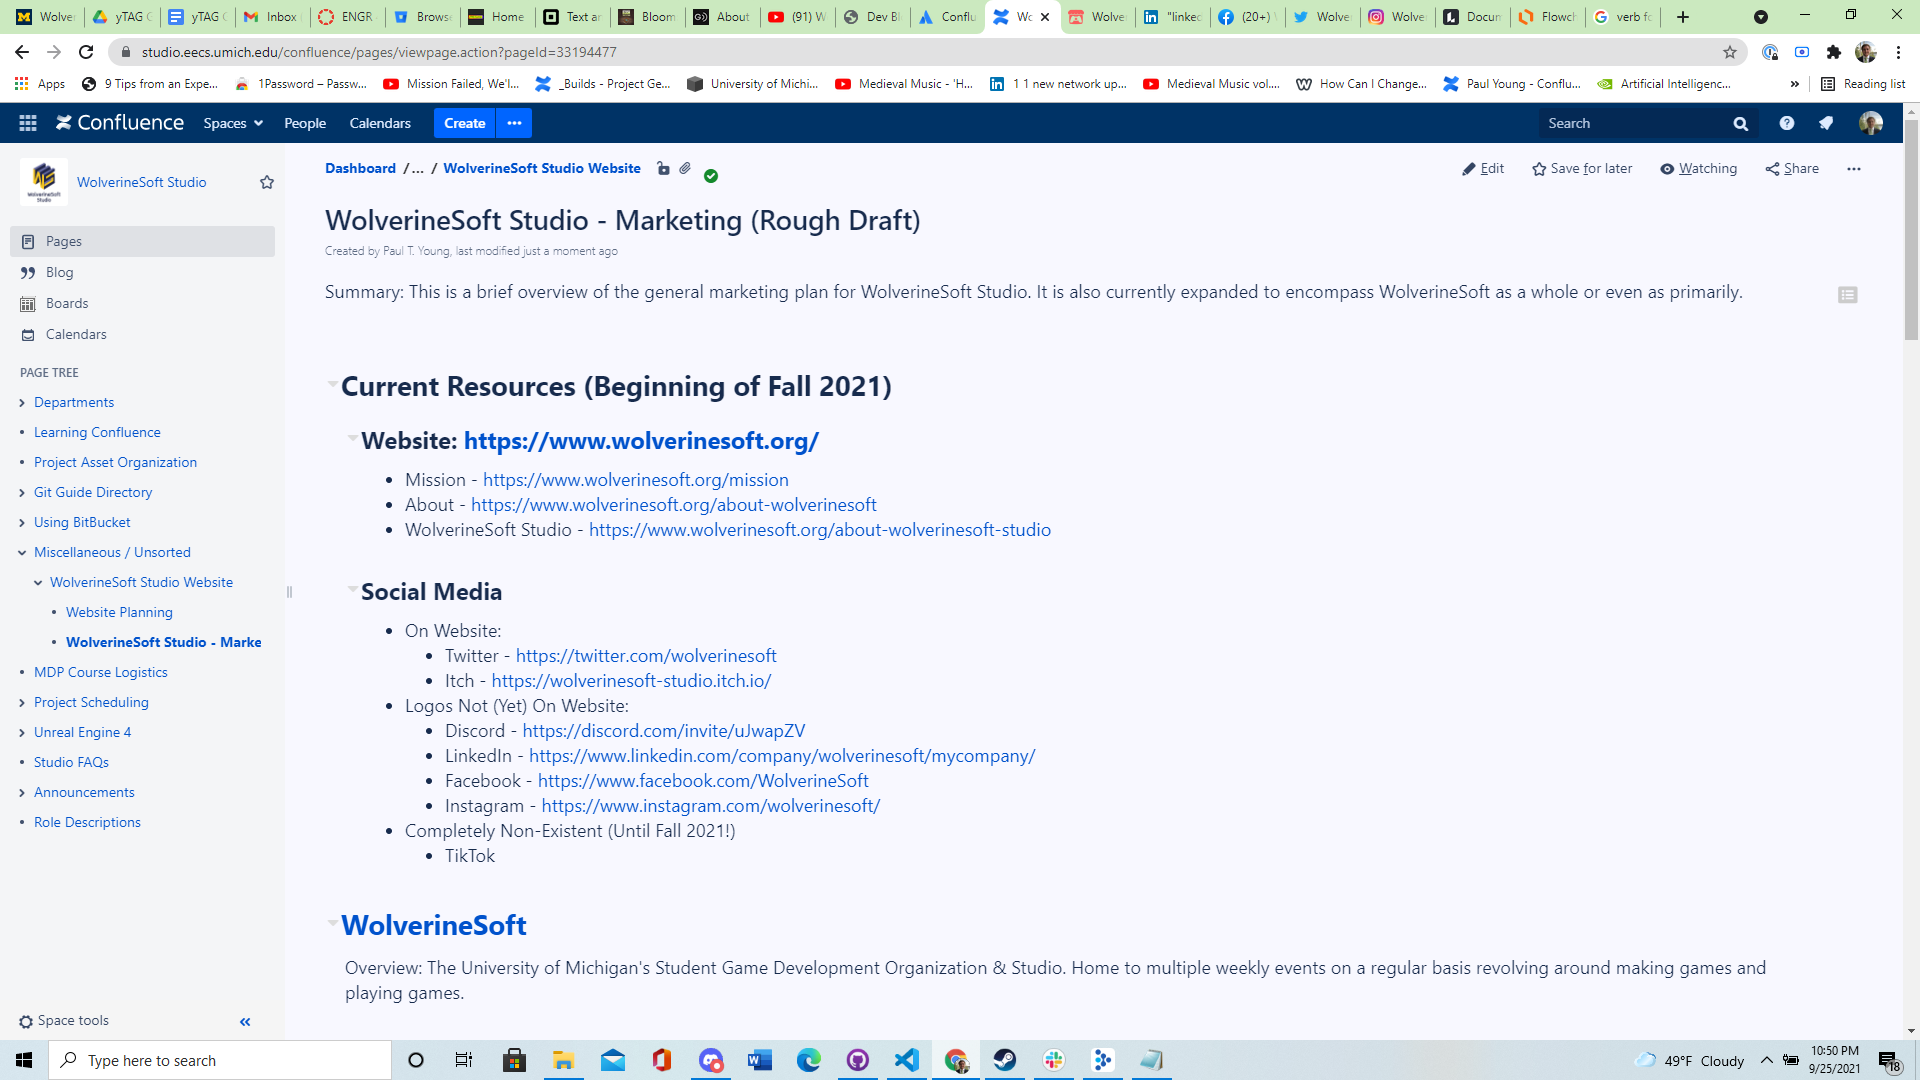 Wolver yTAG C yTAG C Inbox ENGR Browse Home Text ar Bloom About (91) W Dev Bl Conflu Wo Wolver "linked (20+) Wolver Wolve Docum Flowch verb fo
studio.eecs.umich.edu/confluence/pages/viewpage.action?pageId=33194477
Apps 9 Tips from an Expe... 1Password – Passw... Mission Failed, We'l... _Builds - Project Ge... University of Michi... Medieval Music - 'H... 1 1 new network up... Medieval Music vol.... How Can I Change... Paul Young - Conflu... Artificial Intelligenc... » Reading list
Confluence Spaces People Calendars Create ••• Search
WolverineSoft Studio
Dashboard /... / WolverineSoft Studio Website Edit Save for later Watching Share •••
WolverineSoft Studio - Marketing (Rough Draft)
Created by Paul T. Young, last modified just a moment ago
Summary: This is a brief overview of the general marketing plan for WolverineSoft Studio. It is also currently expanded to encompass WolverineSoft as a whole or even as primarily.
Pages
Blog
Boards
Calendars
PAGE TREE
Departments
Learning Confluence
Project Asset Organization
Git Guide Directory
Using BitBucket
Miscellaneous / Unsorted
WolverineSoft Studio Website
Website Planning
WolverineSoft Studio - Marke
MDP Course Logistics
Project Scheduling
Unreal Engine 4
Studio FAQs
Announcements
Role Descriptions
Space tools
Current Resources (Beginning of Fall 2021)
Website: https://www.wolverinesoft.org/
• Mission - https://www.wolverinesoft.org/mission
• About - https://www.wolverinesoft.org/about-wolverinesoft
• WolverineSoft Studio - https://www.wolverinesoft.org/about-wolverinesoft-studio
Social Media
• On Website:
• Twitter - https://twitter.com/wolverinesoft
• Itch - https://wolverinesoft-studio.itch.io/
• Logos Not (Yet) On Website:
• Discord - https://discord.com/invite/uJwapZV
• LinkedIn - https://www.linkedin.com/company/wolverinesoft/mycompany/
• Facebook - https://www.facebook.com/WolverineSoft
• Instagram - https://www.instagram.com/wolverinesoft/
• Completely Non-Existent (Until Fall 2021!)
• TikTok
WolverineSoft
Overview: The University of Michigan's Student Game Development Organization & Studio. Home to multiple weekly events on a regular basis revolving around making games and
playing games.
Type here to search
49°F Cloudy
10:50 PM
9/25/2021
18